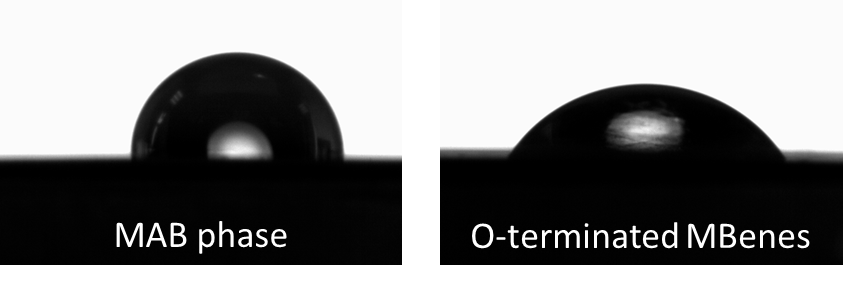 MAB phase
O-terminated MBenes